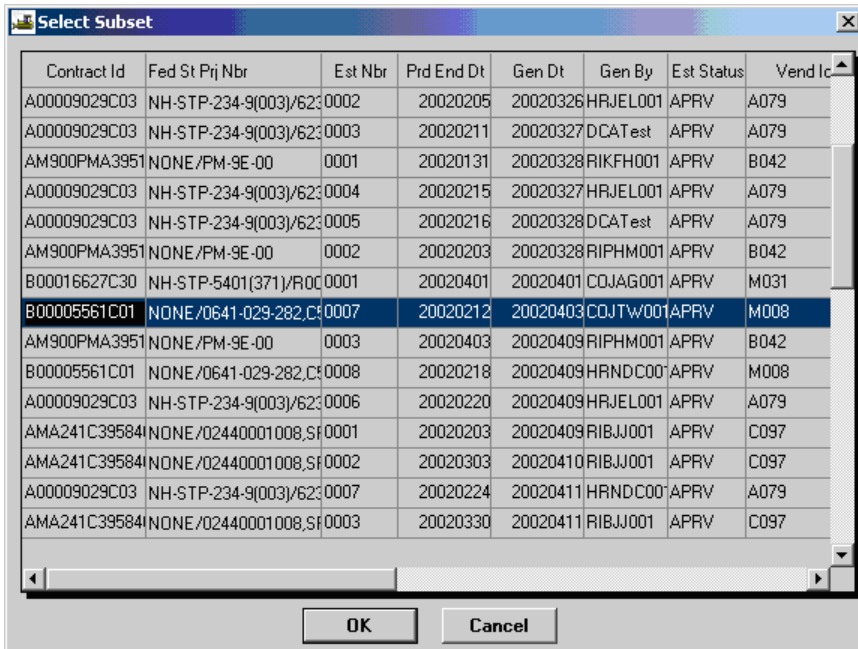 Select Subset
Contract Id Fed St Prj Nbr Est Nbr Prd End Dt Gen Dt Gen By Est Status Vend Id
A00009029C03 NH-STP-234-9(003)/623 0002 20020205 20020326 HRJEL001 APRV A079
A00009029C03 NH-STP-234-9(003)/623 0003 20020211 20020327 DCATest APRV A079
AM900PMA3951 NONE/PM-9E-00 0001 20020131 20020328 RIKFH001 APRV B042
A00009029C03 NH-STP-234-9(003)/623 0004 20020215 20020327 HRJEL001 APRV A079
A00009029C03 NH-STP-234-9(003)/623 0005 20020216 20020328 DCATest APRV A079
AM900PMA3951 NONE/PM-9E-00 0002 20020203 20020328 RIPHM001 APRV B042
B00016627C30 NH-STP-5401(371)/R00 0001 20020401 20020401 COJAG001 APRV M031
B00005561C01 NONE/0641-029-282,C5 0007 20020212 20020403 COJTW001 APRV M008
AM900PMA3951 NONE/PM-9E-00 0003 20020403 20020409 RIPHM001 APRV B042
B00005561C01 NONE/0641-029-282,C5 0008 20020218 20020409 HRNDC00 APRV M008
A00009029C03 NH-STP-234-9(003)/623 0006 20020220 20020409 HRJEL001 APRV A079
AMA241C39584 NONE/02440001008,SF 0001 20020203 20020409 RIBJJ001 APRV C097
AMA241C39584 NONE/02440001008,SF 0002 20020303 20020410 RIBJJ001 APRV C097
A00009029C03 NH-STP-234-9(003)/623 0007 20020224 20020411 HRNDC00 APRV A079
AMA241C39584 NONE/02440001008,SF 0003 20020330 20020411 RIBJJ001 APRV C097
OK Cancel